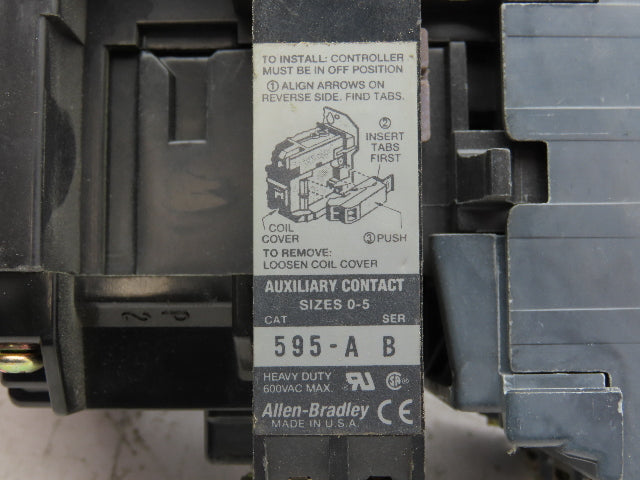 TO INSTALL: CONTROLLER
MUST BE IN OFF POSITION
① ALIGN ARROWS ON
REVERSE SIDE. FIND TABS.
②
INSERT
TABS
FIRST
COIL
COVER
③ PUSH
TO REMOVE:
LOOSEN COIL COVER
AUXILIARY CONTACT
SIZES 0-5
CAT SER
595-A B
HEAVY DUTY
600VAC MAX.
Allen-Bradley CE
MADE IN U.S.A.
P 2